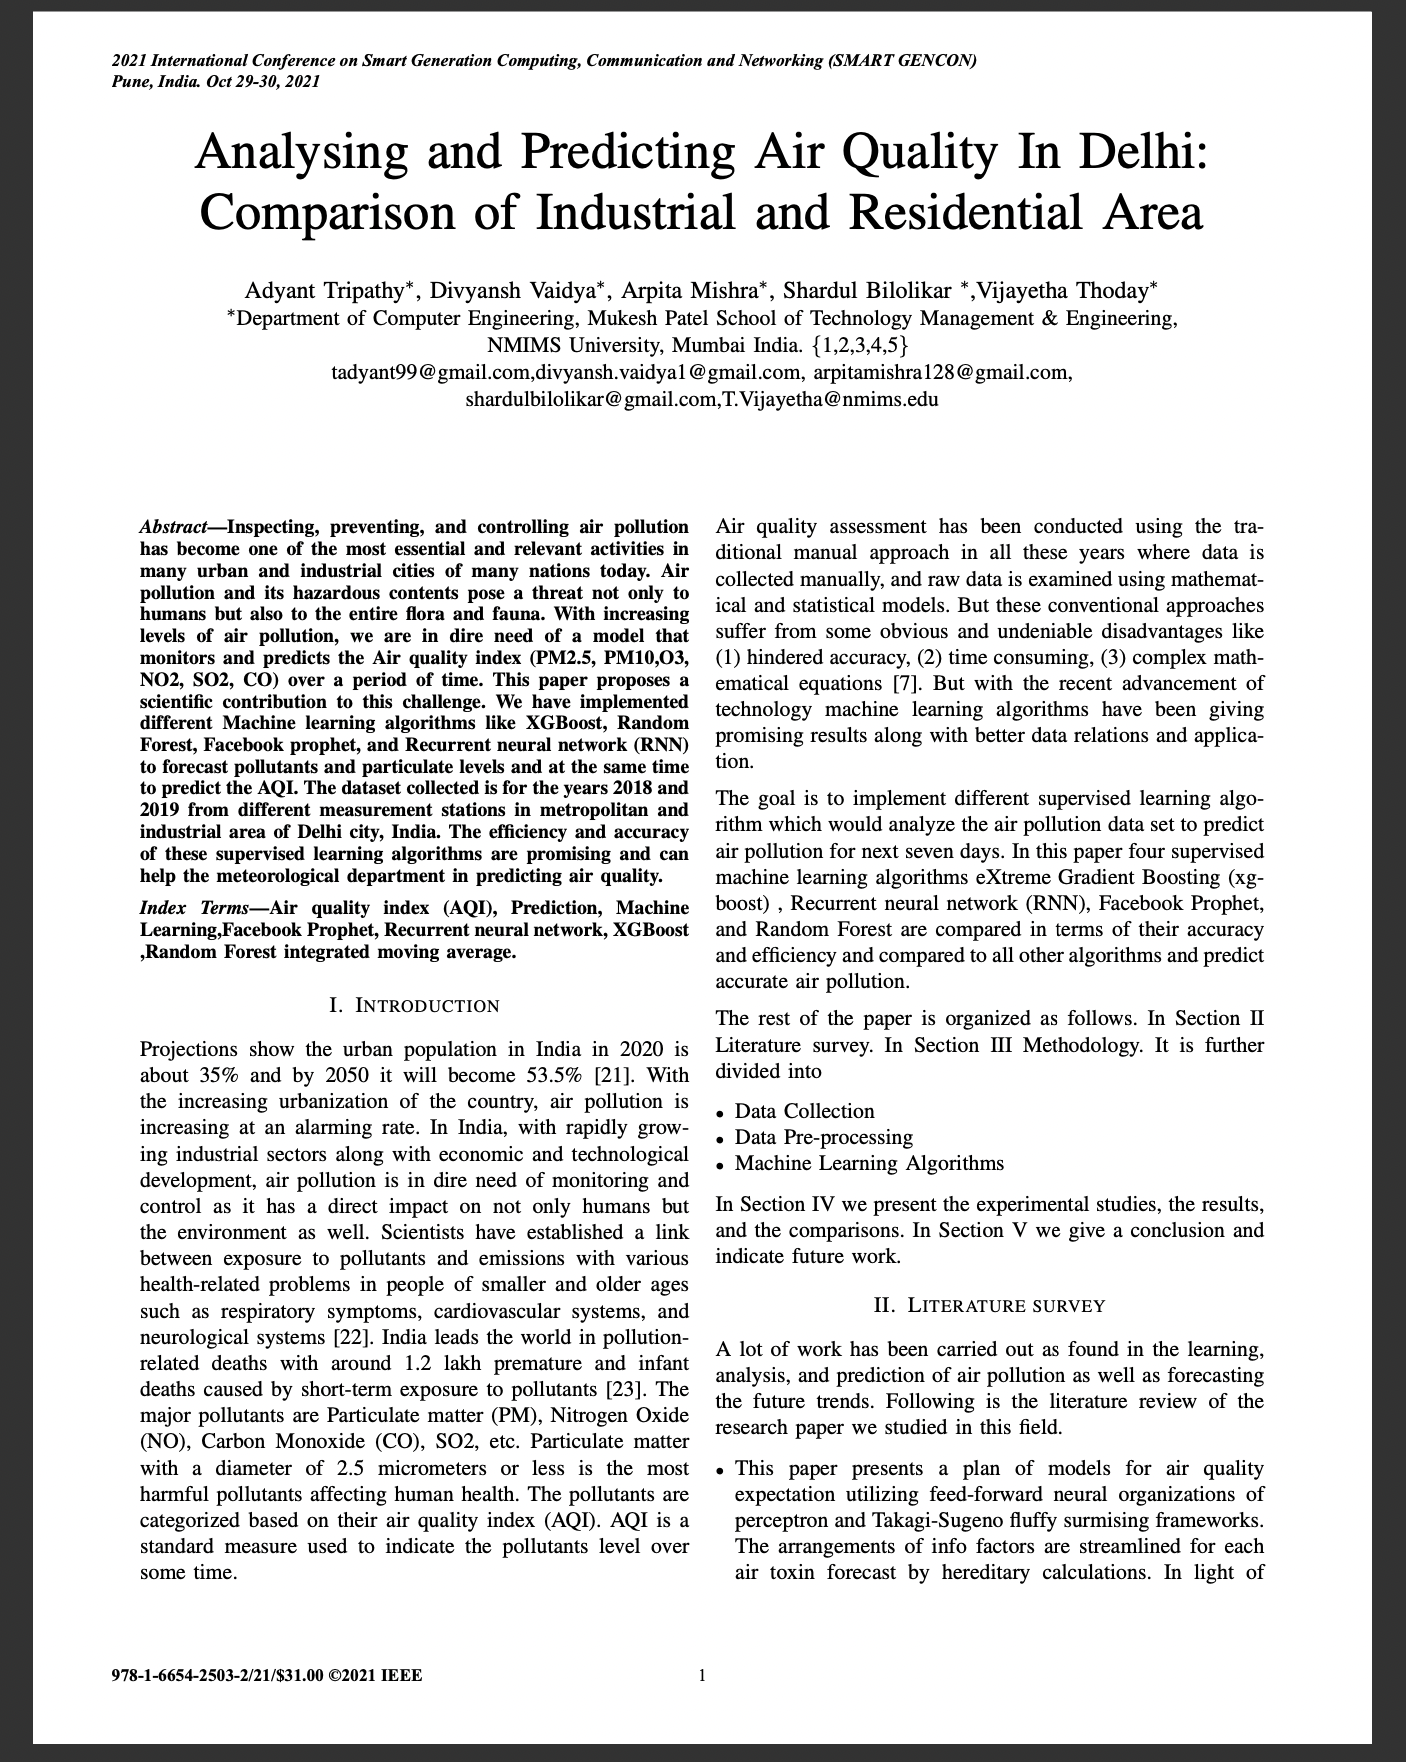 2021 International Conference on Smart Generation Computing, Communication and Networking (SMART GENCON)
Pune, India. Oct 29-30, 2021
Analysing and Predicting Air Quality In Delhi:
Comparison of Industrial and Residential Area
Adyant Tripathy*, Divyansh Vaidya*, Arpita Mishra*, Shardul Bilolikar *,Vijayetha Thoday*
*Department of Computer Engineering, Mukesh Patel School of Technology Management & Engineering,
NMIMS University, Mumbai India. {1,2,3,4,5}
tadyant99@gmail.com,divyansh.vaidya1@gmail.com, arpitamishra128@gmail.com,
shardulbilolikar@gmail.com,T.Vijayetha@nmims.edu
Abstract—Inspecting, preventing, and controlling air pollution
has become one of the most essential and relevant activities in
many urban and industrial cities of many nations today. Air
pollution and its hazardous contents pose a threat not only to
humans but also to the entire flora and fauna. With increasing
levels of air pollution, we are in dire need of a model that
monitors and predicts the Air quality index (PM2.5, PM10,O3,
NO2, SO2, CO) over a period of time. This paper proposes a
scientific contribution to this challenge. We have implemented
different Machine learning algorithms like XGBoost, Random
Forest, Facebook prophet, and Recurrent neural network (RNN)
to forecast pollutants and particulate levels and at the same time
to predict the AQI. The dataset collected is for the years 2018 and
2019 from different measurement stations in metropolitan and
industrial area of Delhi city, India. The efficiency and accuracy
of these supervised learning algorithms are promising and can
help the meteorological department in predicting air quality.
Index Terms—Air quality index (AQI), Prediction, Machine
Learning,Facebook Prophet, Recurrent neural network, XGBoost
,Random Forest integrated moving average.
I. INTRODUCTION
Projections show the urban population in India in 2020 is
about 35% and by 2050 it will become 53.5% [21]. With
the increasing urbanization of the country, air pollution is
increasing at an alarming rate. In India, with rapidly grow-
ing industrial sectors along with economic and technological
development, air pollution is in dire need of monitoring and
control as it has a direct impact on not only humans but
the environment as well. Scientists have established a link
between exposure to pollutants and emissions with various
health-related problems in people of smaller and older ages
such as respiratory symptoms, cardiovascular systems, and
neurological systems [22]. India leads the world in pollution-
related deaths with around 1.2 lakh premature and infant
deaths caused by short-term exposure to pollutants [23]. The
major pollutants are Particulate matter (PM), Nitrogen Oxide
(NO), Carbon Monoxide (CO), SO2, etc. Particulate matter
with a diameter of 2.5 micrometers or less is the most
harmful pollutants affecting human health. The pollutants are
categorized based on their air quality index (AQI). AQI is a
standard measure used to indicate the pollutants level over
some time.
Air quality assessment has been conducted using the tra-
ditional manual approach in all these years where data is
collected manually, and raw data is examined using mathemat-
ical and statistical models. But these conventional approaches
suffer from some obvious and undeniable disadvantages like
(1) hindered accuracy, (2) time consuming, (3) complex math-
ematical equations [7]. But with the recent advancement of
technology machine learning algorithms have been giving
promising results along with better data relations and applica-
tion.
The goal is to implement different supervised learning algo-
rithm which would analyze the air pollution data set to predict
air pollution for next seven days. In this paper four supervised
machine learning algorithms eXtreme Gradient Boosting (xg-
boost) , Recurrent neural network (RNN), Facebook Prophet,
and Random Forest are compared in terms of their accuracy
and efficiency and compared to all other algorithms and predict
accurate air pollution.
The rest of the paper is organized as follows. In Section II
Literature survey. In Section III Methodology. It is further
divided into
• Data Collection
• Data Pre-processing
• Machine Learning Algorithms
In Section IV we present the experimental studies, the results,
and the comparisons. In Section V we give a conclusion and
indicate future work.
II. LITERATURE SURVEY
A lot of work has been carried out as found in the learning,
analysis, and prediction of air pollution as well as forecasting
the future trends. Following is the literature review of the
research paper we studied in this field.
• This paper presents a plan of models for air quality
expectation utilizing feed-forward neural organizations of
perceptron and Takagi-Sugeno fluffy surmising frameworks.
The arrangements of info factors are streamlined for each
air toxin forecast by hereditary calculations. In light of
978-1-6654-2503-2/21/$31.00 ©2021 IEEE
1